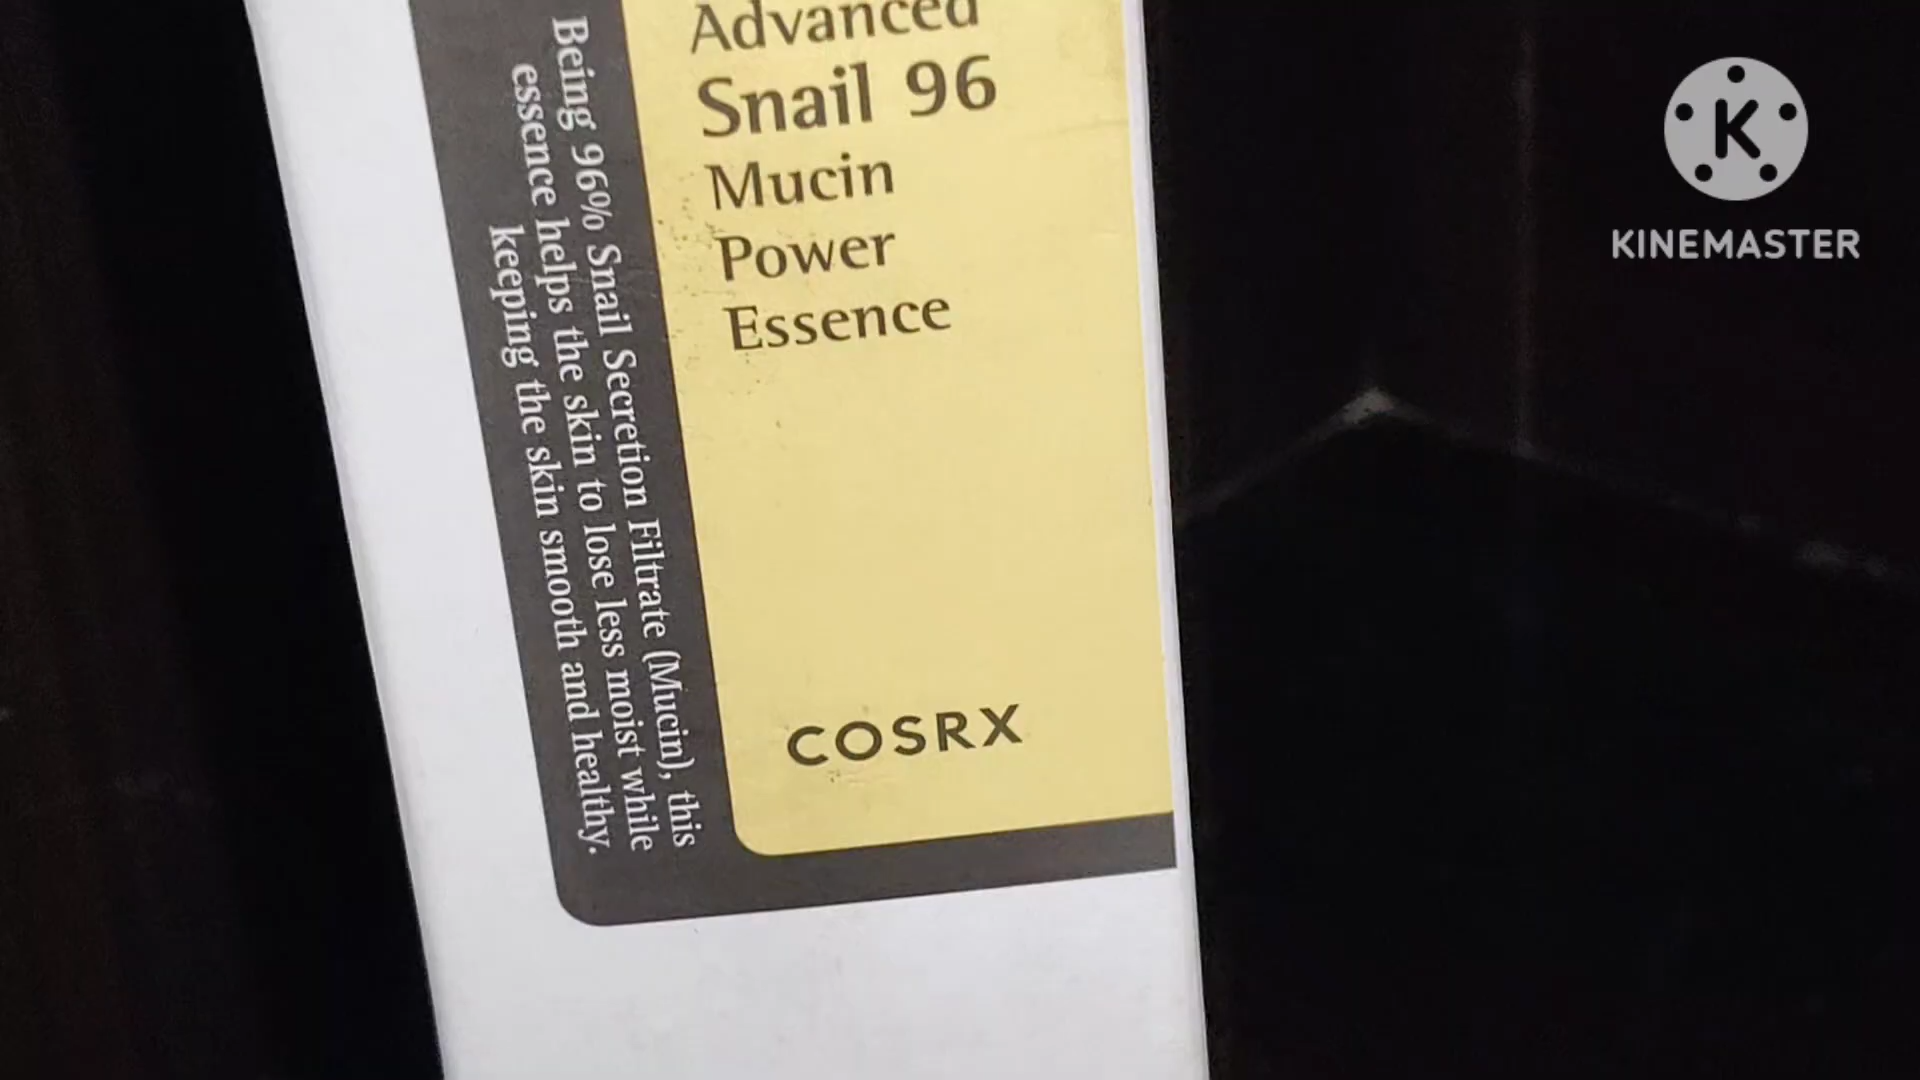 Advanced
Snail 96
Mucin
Power
Essence
COSRX
Being 96% Snail Secretion Filtrate (Mucin), this
essence helps the skin to lose less moist while
keeping the skin smooth and healthy.
K
KINEMASTER